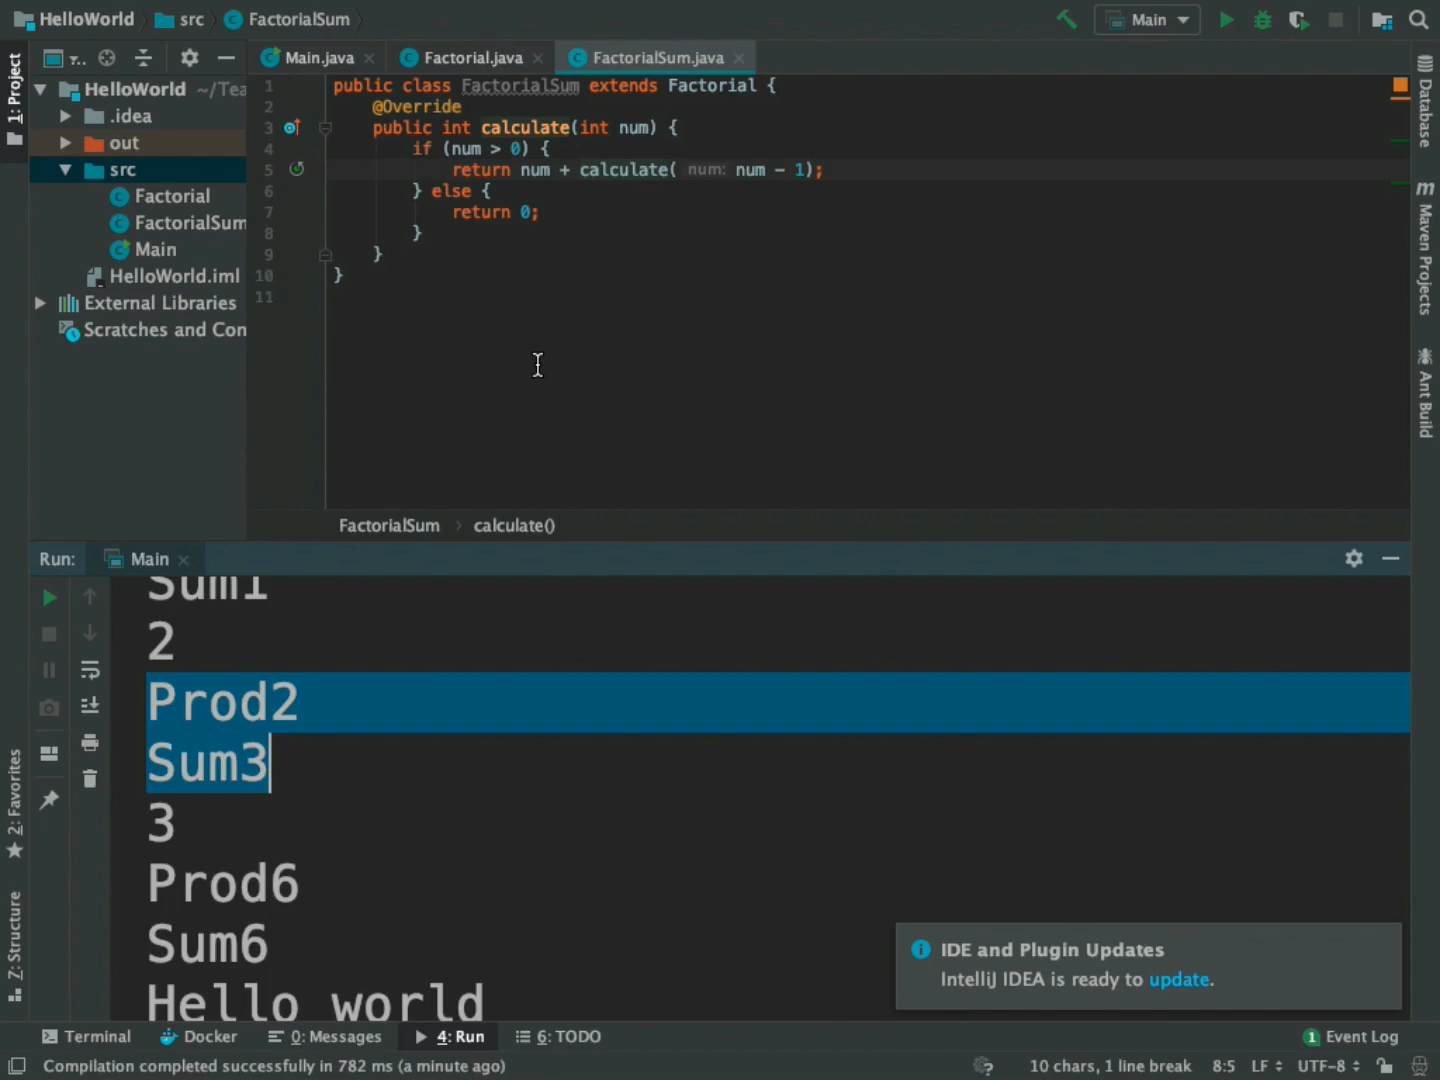 HelloWorld
src
FactorialSum
Main
1: Project
Main.java
Factorial.java
FactorialSum.java
HelloWorld ~/Tea
.idea
out
src
Factorial
FactorialSum
Main
HelloWorld.iml
External Libraries
Scratches and Con
1 public class FactorialSum extends Factorial {
2 @Override
3 public int calculate(int num) {
4 if (num > 0) {
5 return num + calculate( num: num - 1);
6 } else {
7 return 0;
8 }
9 }
10 }
11
FactorialSum > calculate()
Database
m Maven Projects
Ant Build
Run: Main
Sum1
2
Prod2
Sum3
3
Prod6
Sum6
Hello world
2: Favorites
7: Structure
IDE and Plugin Updates
IntelliJ IDEA is ready to update.
Terminal
Docker
0: Messages
4: Run
6: TODO
1 Event Log
Compilation completed successfully in 782 ms (a minute ago)
10 chars, 1 line break 8:5 LF UTF-8